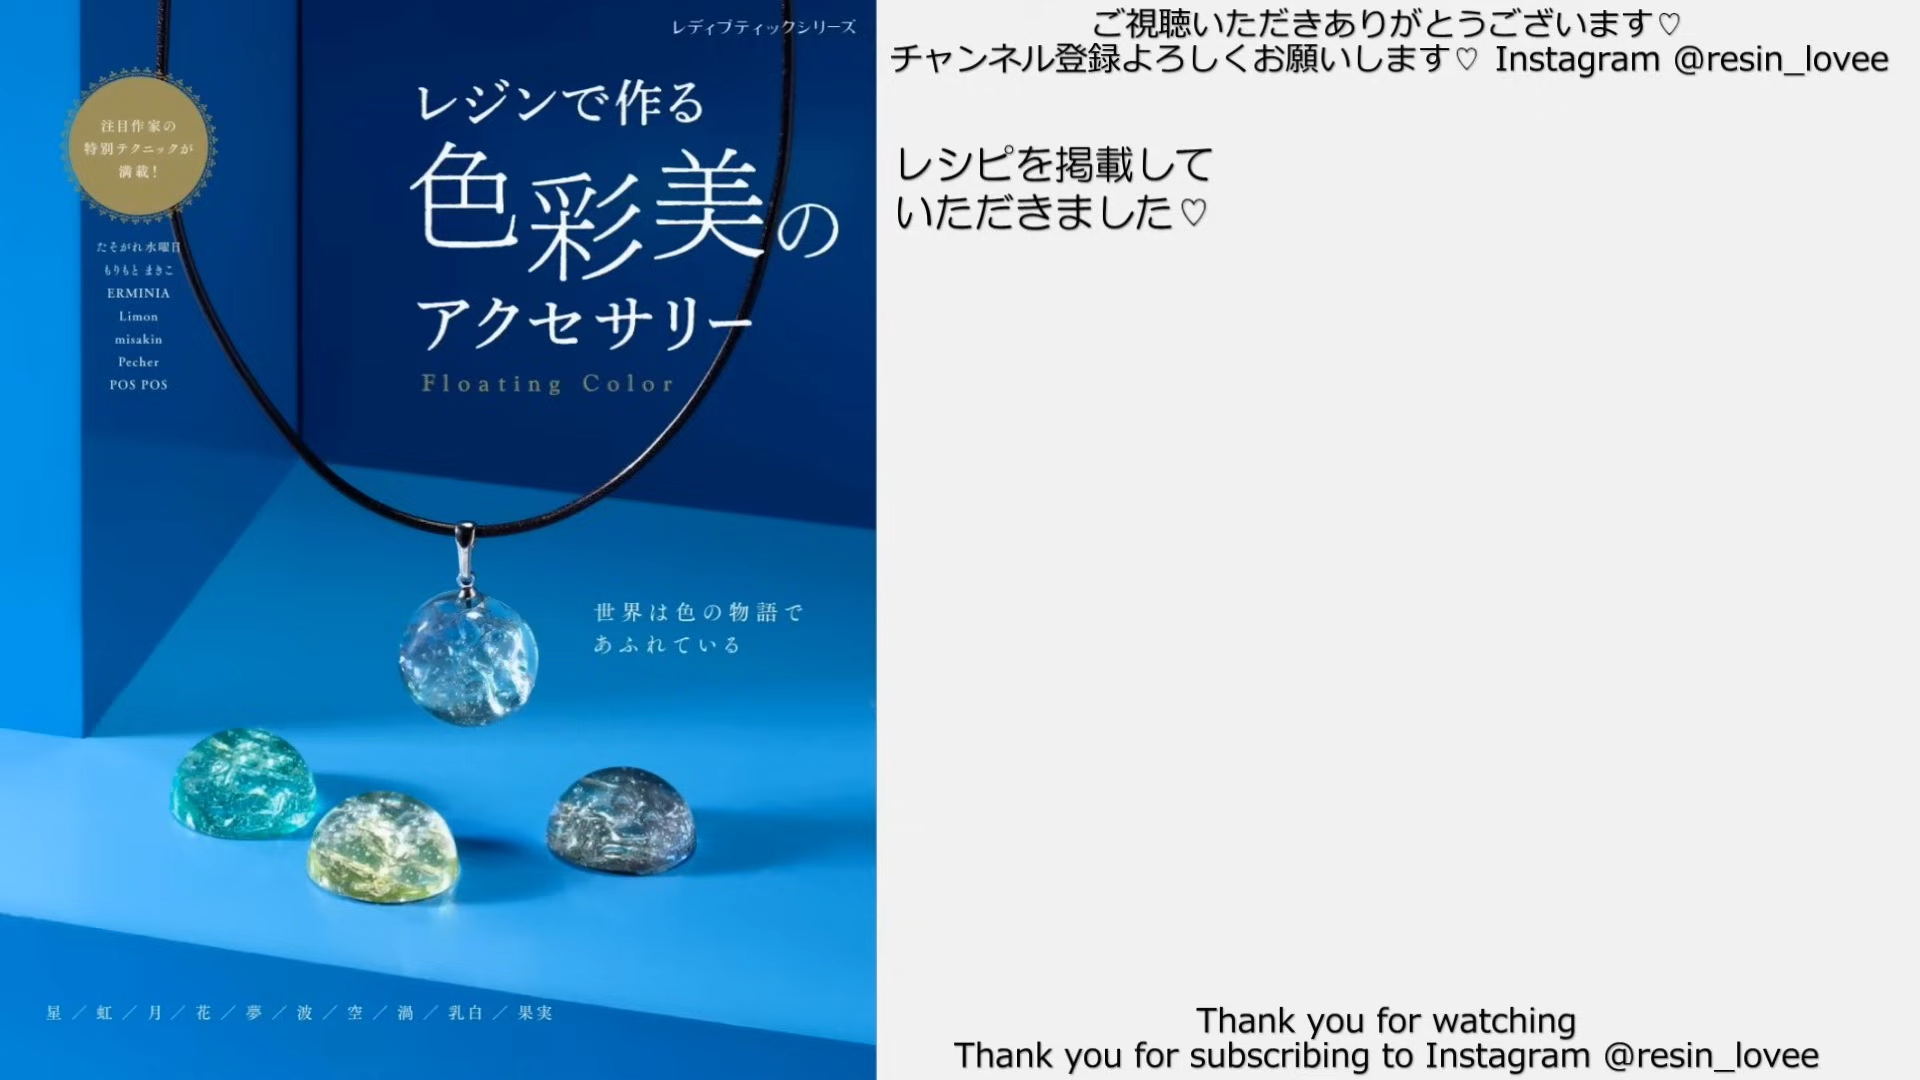 レディブティックシリーズ
レジンで作る
色彩美の
アクセサリー
Floating Color
注目作家の
特別テクニックが
満載！
たそがれ水曜日
もりもと まきこ
ERMINIA
Limon
misakin
Pecher
POS POS
世界は色の物語で
あふれている
星／虹／月／花／夢／波／空／渦／乳白／果実
ご視聴いただきありがとうございます♡
チャンネル登録よろしくお願いします♡ Instagram @resin_lovee
レシピを掲載して
いただきました♡
Thank you for watching
Thank you for subscribing to Instagram @resin_lovee